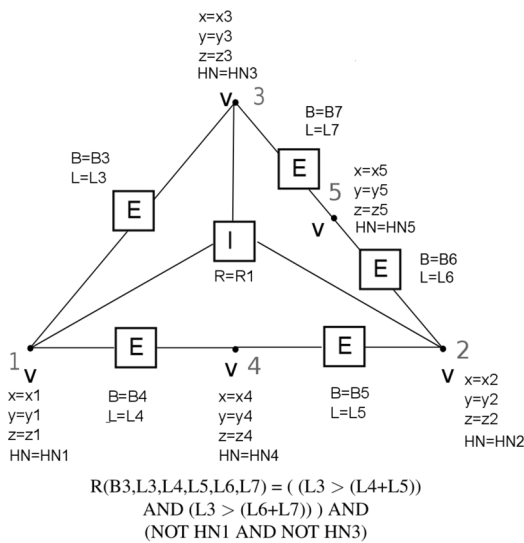 x=x3
y=y3
z=z3
HN=HN3
v 3
B=B7
L=L7
B=B3
L=L3
E
x=x5
y=y5
z=z5
HN=HN5
5
v
E
I
R=R1
E
B=B6
L=L6
1
v
E
v 4
E
2
v
x=x1
y=y1
z=z1
HN=HN1
B=B4
L=L4
x=x4
y=y4
z=z4
HN=HN4
B=B5
L=L5
x=x2
y=y2
z=z2
HN=HN2
R(B3,L3,L4,L5,L6,L7) = ( (L3 > (L4+L5))
AND (L3 > (L6+L7)) ) AND
(NOT HN1 AND NOT HN3)